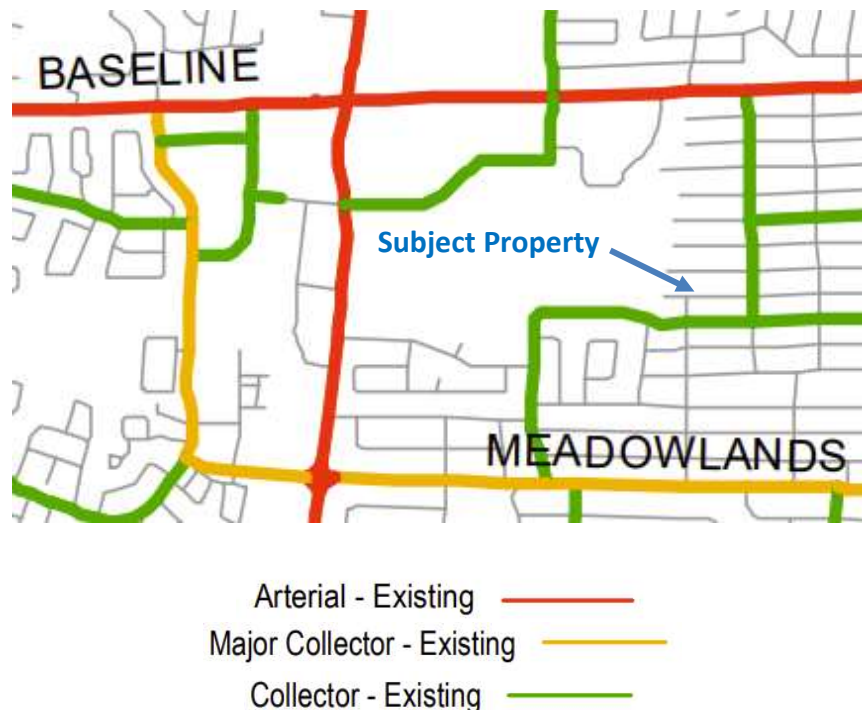 BASELINE
Subject Property
MEADOWLANDS
Arterial - Existing
Major Collector - Existing
Collector - Existing